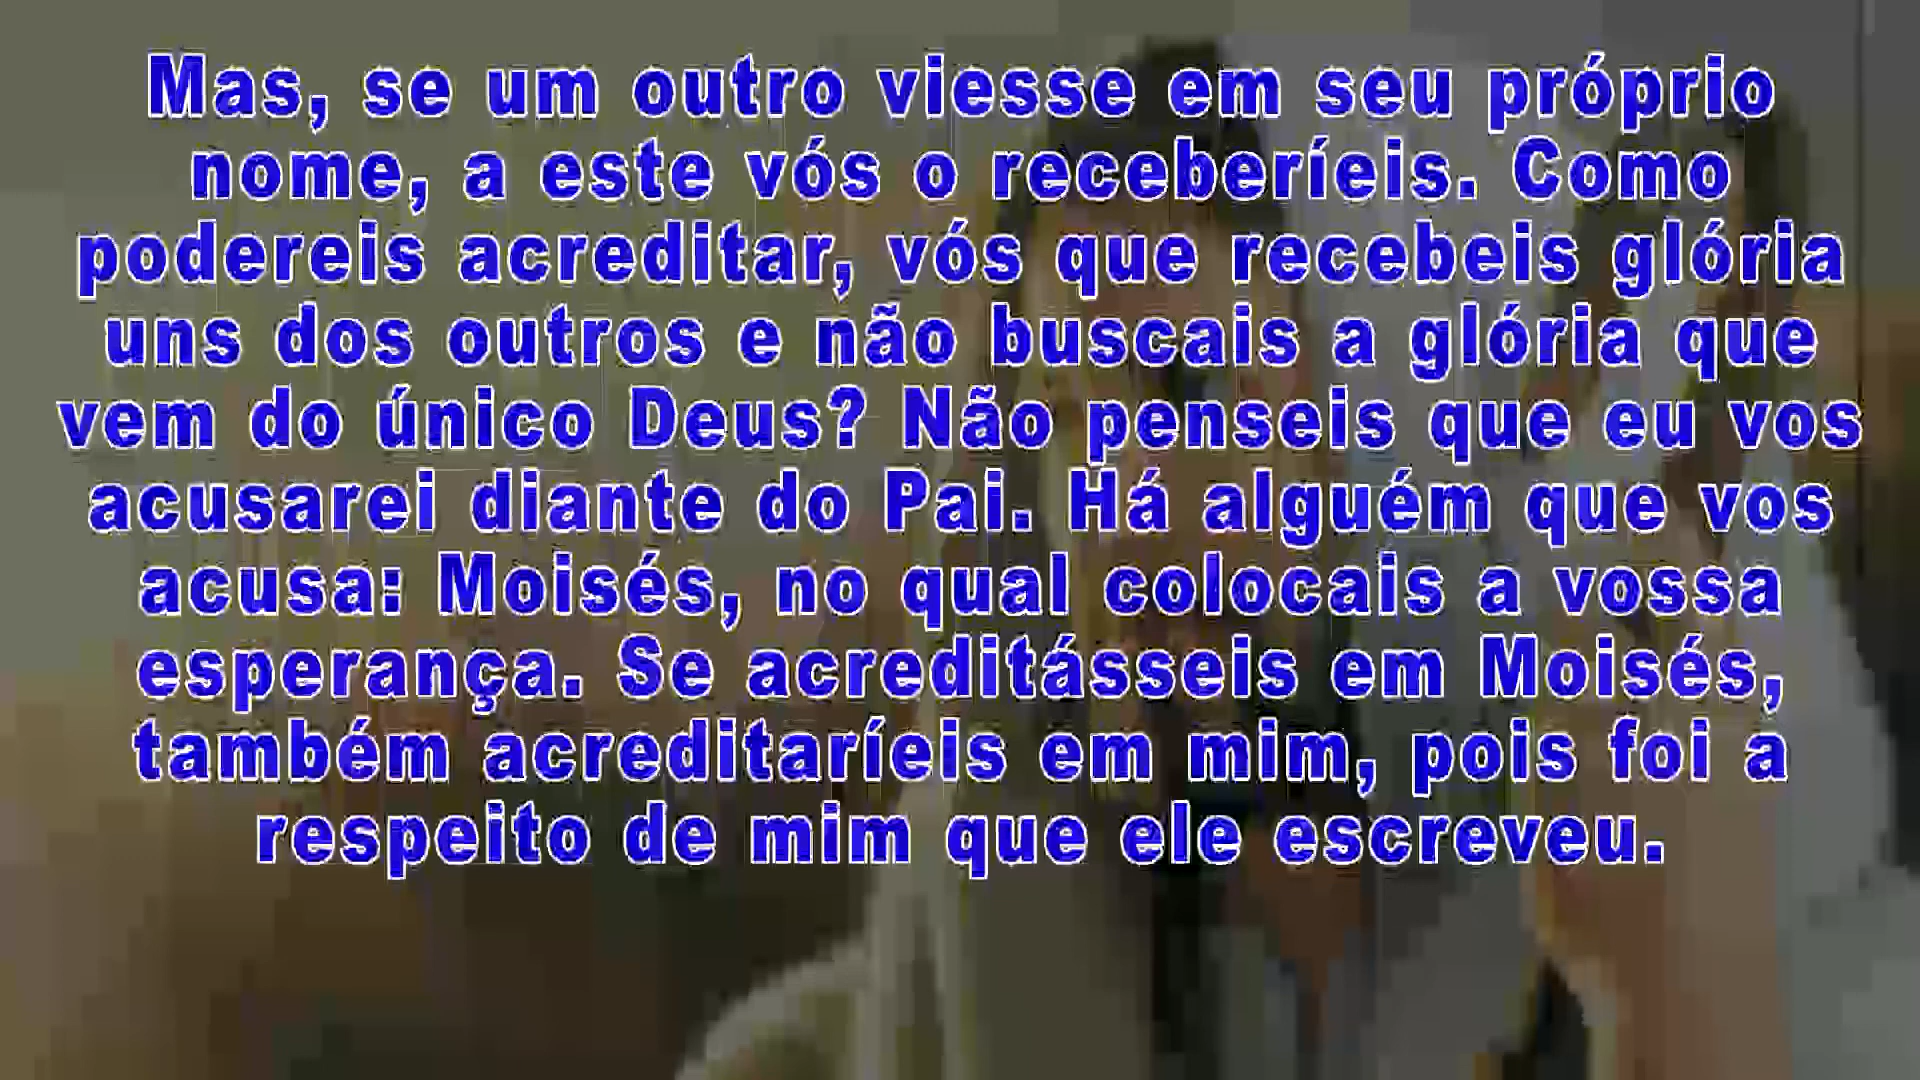 Mas, se um outro viesse em seu próprio
nome, a este vós o receberíeis. Como
podereis acreditar, vós que recebeis glória
uns dos outros e não buscais a glória que
vem do único Deus? Não penseis que eu vos
acusarei diante do Pai. Há alguém que vos
acusa: Moisés, no qual colocais a vossa
esperança. Se acreditásseis em Moisés,
também acreditaríeis em mim, pois foi a
respeito de mim que ele escreveu.